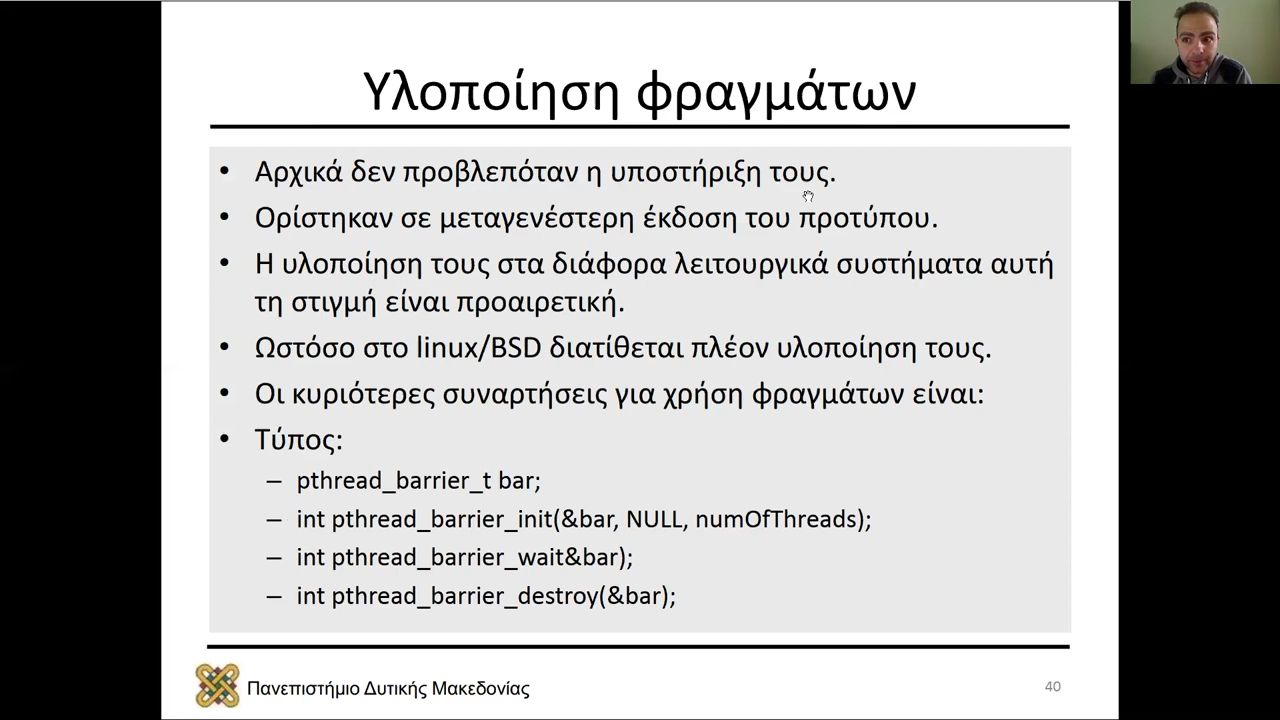 Υλοποίηση φραγμάτων
• Αρχικά δεν προβλεπόταν η υποστήριξη τους.
• Ορίστηκαν σε μεταγενέστερη έκδοση του προτύπου.
• Η υλοποίηση τους στα διάφορα λειτουργικά συστήματα αυτή
τη στιγμή είναι προαιρετική.
• Ωστόσο στο linux/BSD διατίθεται πλέον υλοποίηση τους.
• Οι κυριότερες συναρτήσεις για χρήση φραγμάτων είναι:
• Τύπος:
– pthread_barrier_t bar;
– int pthread_barrier_init(&bar, NULL, numOfThreads);
– int pthread_barrier_wait&bar);
– int pthread_barrier_destroy(&bar);
Πανεπιστήμιο Δυτικής Μακεδονίας
40